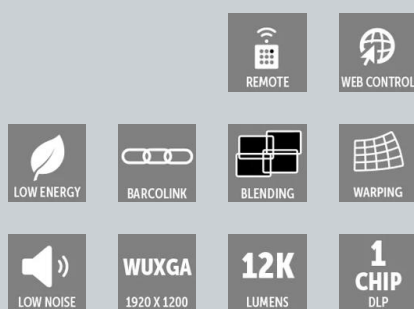 REMOTE
WEB CONTROL
LOW ENERGY
BARCOLINK
BLENDING
WARPING
LOW NOISE
WUXGA
1920 X 1200
12K
LUMENS
1
CHIP
DLP